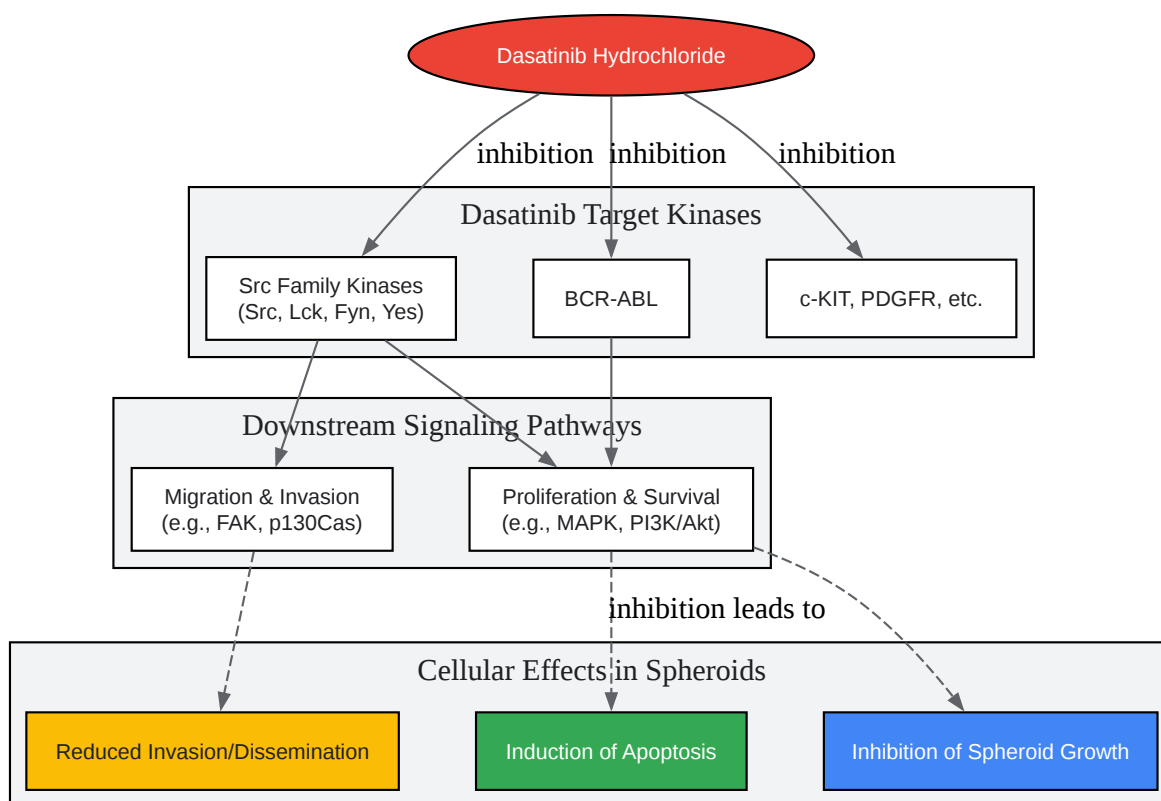 Dasatinib Hydrochloride
inhibition
inhibition
inhibition
Dasatinib Target Kinases
Src Family Kinases
(Src, Lck, Fyn, Yes)
BCR-ABL
c-KIT, PDGFR, etc.
Downstream Signaling Pathways
Migration & Invasion
(e.g., FAK, p130Cas)
Proliferation & Survival
(e.g., MAPK, PI3K/Akt)
inhibition leads to
Cellular Effects in Spheroids
Reduced Invasion/Dissemination
Induction of Apoptosis
Inhibition of Spheroid Growth